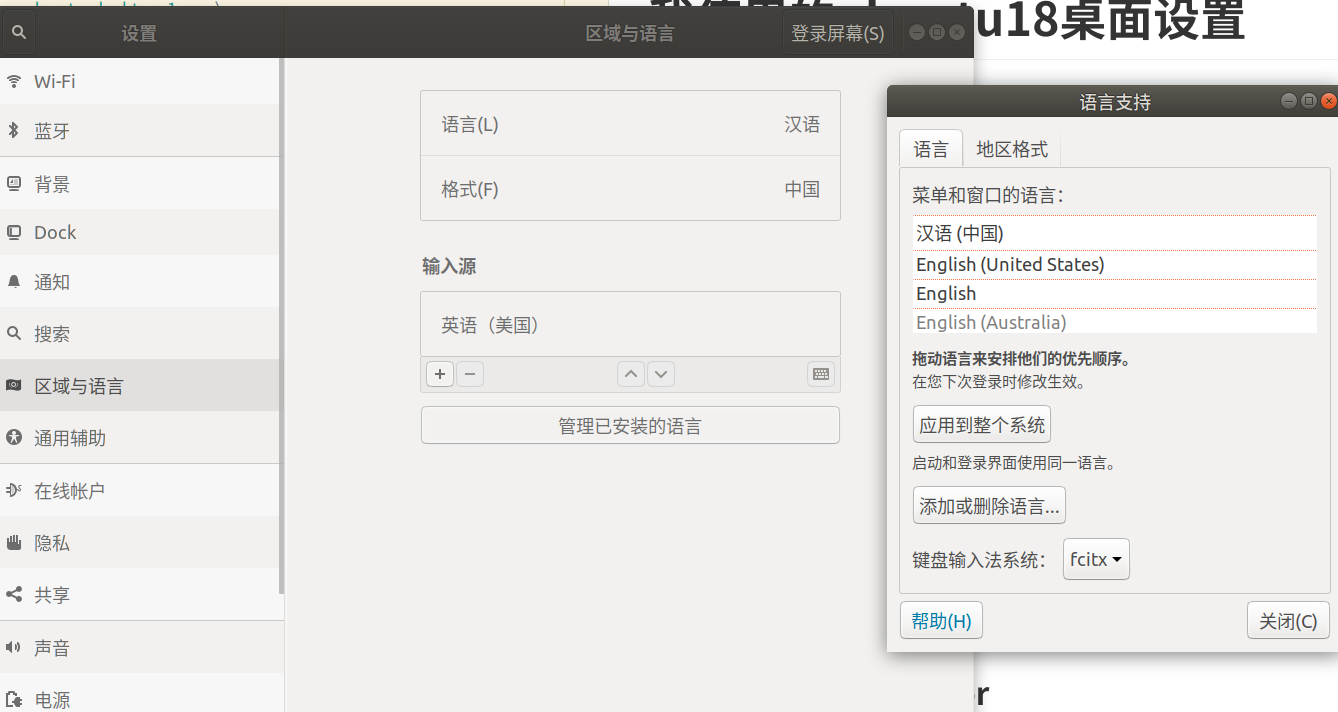 u18桌面设置
设置
区域与语言
登录屏幕(S)
Wi-Fi
蓝牙
背景
Dock
通知
搜索
区域与语言
通用辅助
在线帐户
隐私
共享
声音
电源
语言(L)
汉语
格式(F)
中国
输入源
英语（美国）
管理已安装的语言
语言支持
语言
地区格式
菜单和窗口的语言：
汉语 (中国)
English (United States)
English
English (Australia)
拖动语言来安排他们的优先顺序。
在您下次登录时修改生效。
应用到整个系统
启动和登录界面使用同一语言。
添加或删除语言...
键盘输入法系统：
fcitx
帮助(H)
关闭(C)